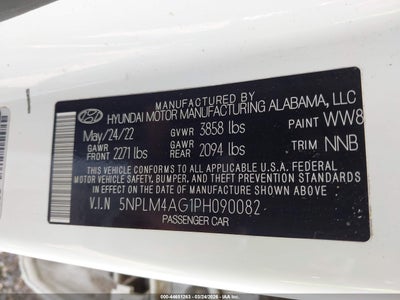 MANUFACTURED BY
HYUNDAI MOTOR MANUFACTURING ALABAMA, LLC
May/24/22 GVWR 3858 lbs PAINT WW8
GAWR FRONT 2271 lbs GAWR REAR 2094 lbs TRIM NNB
THIS VEHICLE CONFORMS TO ALL APPLICABLE U.S.A. FEDERAL
MOTOR VEHICLE SAFETY, BUMPER, AND THEFT PREVENTION
STANDARDS IN EFFECT ON THE DATE OF MANUFACTURE SHOWN ABOVE.
V.I.N 5NPLM4AG1PH090082
PASSENGER CAR
000-44651263 - 03/24/2026 - IAAI.COM